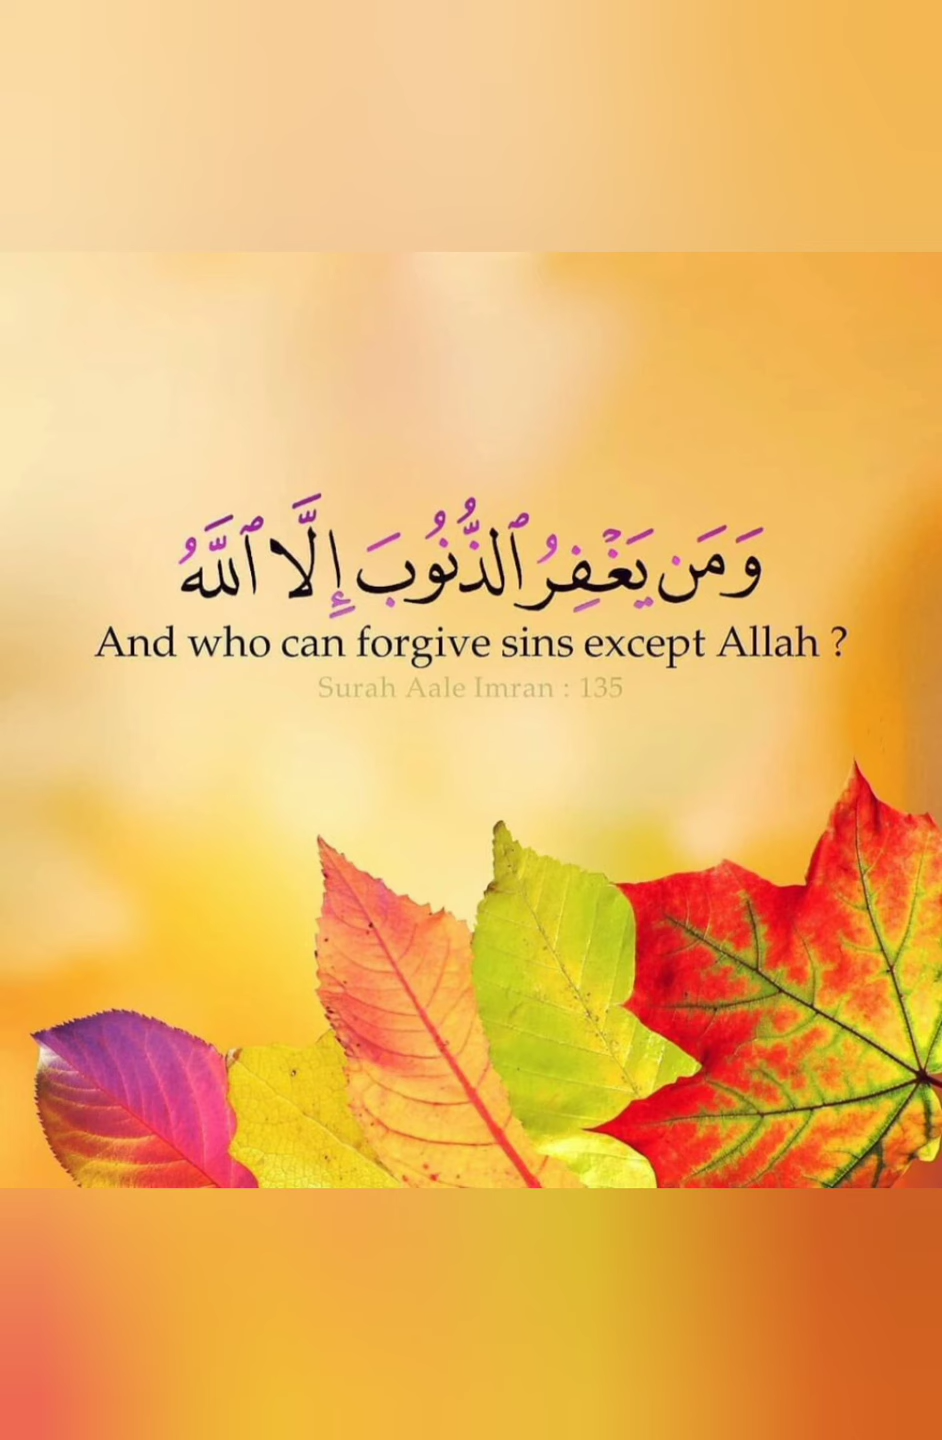 وَمَن يَغْفِرُ ٱلذُّنُوبَ إِلَّا ٱللَّهُ
And who can forgive sins except Allah ?
Surah Aale Imran : 135